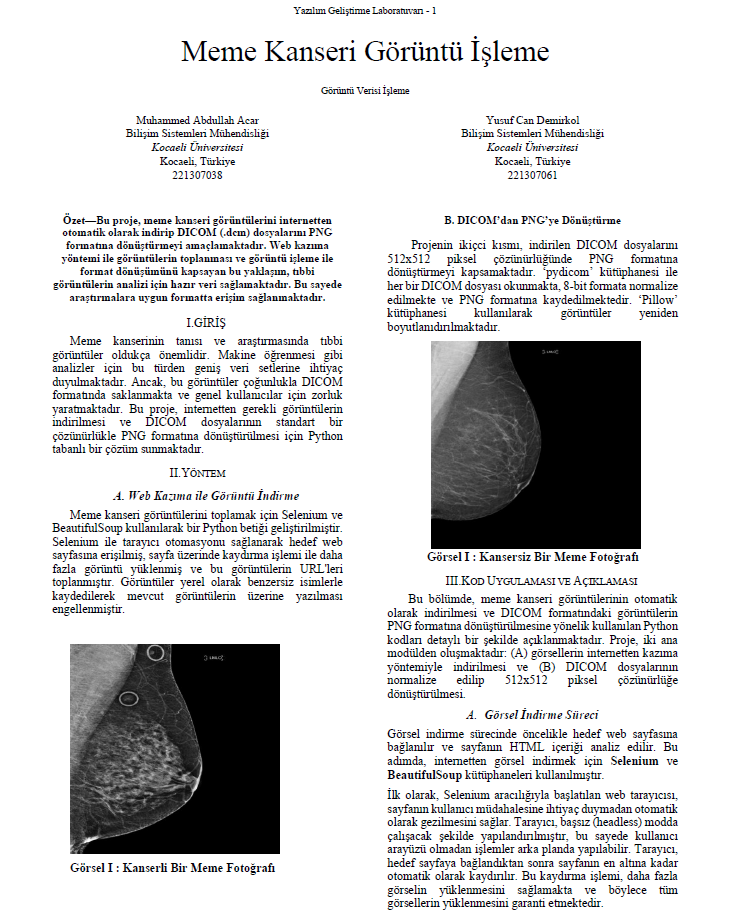 Yazılım Geliştirme Laboratuvarı - 1
Meme Kanseri Görüntü İşleme
Görüntü Verisi İşleme
Muhammed Abdullah Acar
Bilişim Sistemleri Mühendisliği
Kocaeli Üniversitesi
Kocaeli, Türkiye
221307038
Yusuf Can Demirkol
Bilişim Sistemleri Mühendisliği
Kocaeli Üniversitesi
Kocaeli, Türkiye
221307061
Özet—Bu proje, meme kanseri görüntülerini internetten
otomatik olarak indirip DICOM (.dcm) dosyalarını PNG
formatına dönüştürmeyi amaçlamaktadır. Web kazıma
yöntemi ile görüntülerin toplanması ve görüntü işleme ile
format dönüşümünü kapsayan bu yaklaşım, tıbbi
görüntülerin analizi için hazır veri sağlamaktadır. Bu sayede
araştırmalara uygun formatta erişim sağlanmaktadır.
I.GİRİŞ
Meme kanserinin tanısı ve araştırmasında tıbbi
görüntüler oldukça önemlidir. Makine öğrenmesi gibi
analizler için bu türden geniş veri setlerine ihtiyaç
duyulmaktadır. Ancak, bu görüntüler çoğunlukla DICOM
formatında saklanmakta ve genel kullanıcılar için zorluk
yaratmaktadır. Bu proje, internetten gerekli görüntülerin
indirilmesi ve DICOM dosyalarının standart bir
çözünürlükle PNG formatına dönüştürülmesi için Python
tabanlı bir çözüm sunmaktadır.
II.YÖNTEM
A. Web Kazıma ile Görüntü İndirme
Meme kanseri görüntülerini toplamak için Selenium ve
BeautifulSoup kullanılarak bir Python betiği geliştirilmiştir.
Selenium ile tarayıcı otomasyonu sağlanarak hedef web
sayfasına erişilmiş, sayfa üzerinde kaydırma işlemi ile daha
fazla görüntü yüklenmiş ve bu görüntülerin URL'leri
toplanmıştır. Görüntüler yerel olarak benzersiz isimlerle
kaydedilerek mevcut görüntülerin üzerine yazılması
engellenmiştir.
Görsel I : Kanserli Bir Meme Fotoğrafı
B. DICOM’dan PNG’ye Dönüştürme
Projenin ikişci kısmı, indirilen DICOM dosyalarını
512x512 piksel çözünürlüğünde PNG formatına
dönüştürmeyi kapsamaktadır. ‘pydicom’ kütüphanesi ile
her bir DICOM dosyası okunmakta, 8-bit formata normalize
edilmekte ve PNG formatına kaydedilmektedir. ‘Pillow’
kütüphanesi kullanılarak görüntüler yeniden
boyutlanıdırılmaktadır.
Görsel I : Kansersiz Bir Meme Fotoğrafı
III.KOD UYGULAMASI VE AÇIKLAMASI
Bu bölümde, meme kanseri görüntülerinin otomatik
olarak indirilmesi ve DICOM formatındaki görüntülerin
PNG formatına dönüştürülmesine yönelik kullanılan Python
kodları detaylı bir şekilde açıklanmaktadır. Proje, iki ana
modülden oluşmaktadır: (A) görsellerin internetten kazıma
yöntemiyle indirilmesi ve (B) DICOM dosyalarının
normalize edilip 512x512 piksel çözünürlüğe
dönüştürülmesi.
A. Görsel İndirme Süreci
Görsel indirme sürecinde öncelikle hedef web sayfasına
bağlanılır ve sayfanın HTML içeriği analiz edilir. Bu
adımda, internetten görsel indirmek için Selenium ve
BeautifulSoup kütüphaneleri kullanılmıştır.
İlk olarak, Selenium aracılığıyla başlatılan web tarayıcısı,
sayfanın kullanıcı müdahalesine ihtiyaç duymadan otomatik
olarak gezilmesini sağlar. Tarayıcı, başsız (headless) modda
çalışacak şekilde yapılandırılmıştır, bu sayede kullanıcı
arayüzü olmadan işlemler arka planda yapılabilir. Tarayıcı,
hedef sayfaya bağlandıktan sonra sayfanın en altına kadar
otomatik olarak kaydırılır. Bu kaydırma işlemi, daha fazla
görselin yüklenmesini sağlamakta ve böylece tüm
görsellerin yüklenmesini garanti etmektedir.